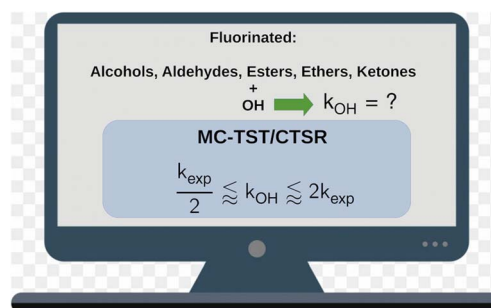 Fluorinated:
Alcohols, Aldehydes, Esters, Ethers, Ketones
+
OH k_OH = ?
MC-TST/CTSR
k_exp/2 ⪅ k_OH ⪅ 2k_exp